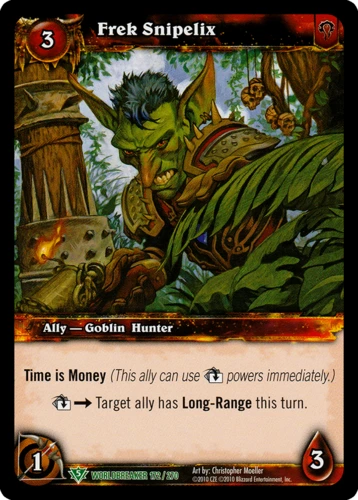 3
Frek Snipelix
Ally — Goblin Hunter
Time is Money (This ally can use powers immediately.)
Target ally has Long-Range this turn.
1
5
WORLDBREAKER 172 / 270
Art by: Christopher Moeller
©2010 CZE ©2010 Blizzard Entertainment, Inc.
3